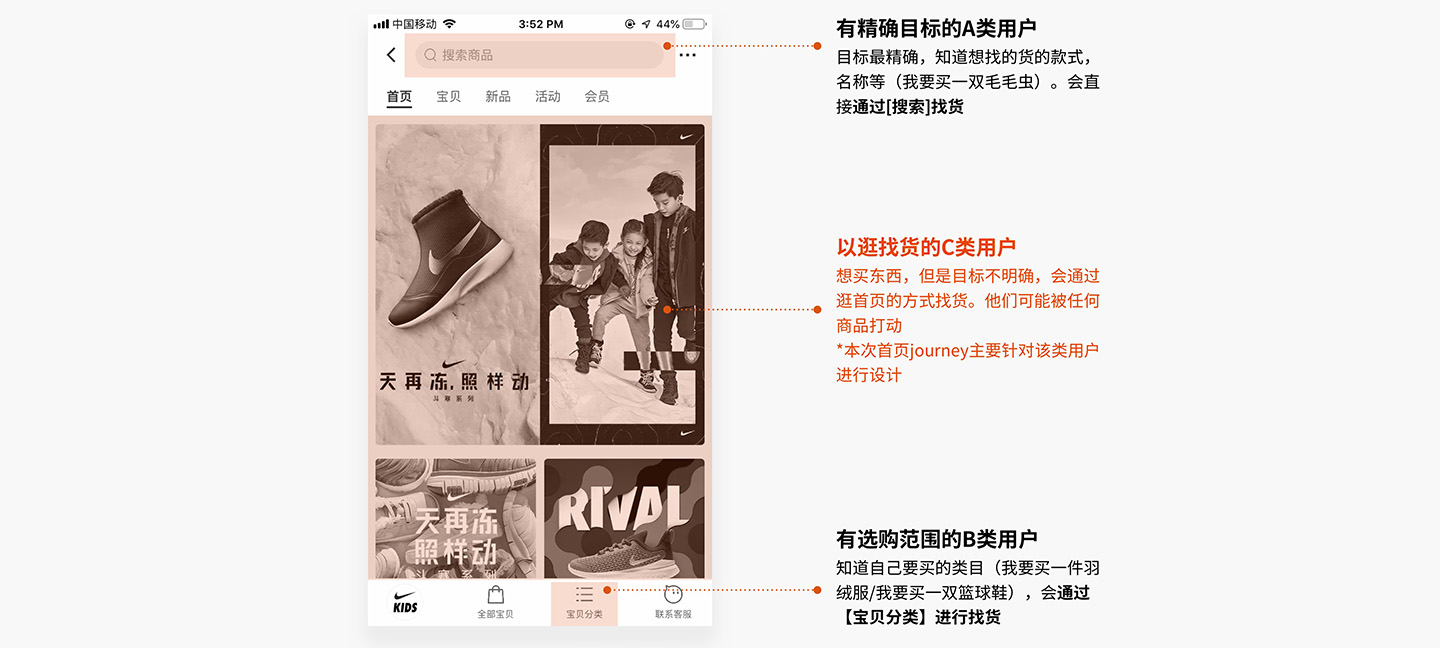 中国移动
3:52 PM
44%
搜索商品
首页 宝贝 新品 活动 会员
天再冻,照样动
斗寒系列
天再冻
照样动
斗寒系列
RIVAL
KIDS
全部宝贝
宝贝分类
联系客服
有精确目标的A类用户
目标最精确，知道想找的货的款式，
名称等（我要买一双毛毛虫）。会直
接通过[搜索]找货
以逛找货的C类用户
想买东西，但是目标不明确，会通过
逛首页的方式找货。他们可能被任何
商品打动
*本次首页journey主要针对该类用户
进行设计
有选购范围的B类用户
知道自己要买的类目（我要买一件羽
绒服/我要买一双篮球鞋），会通过
【宝贝分类】进行找货